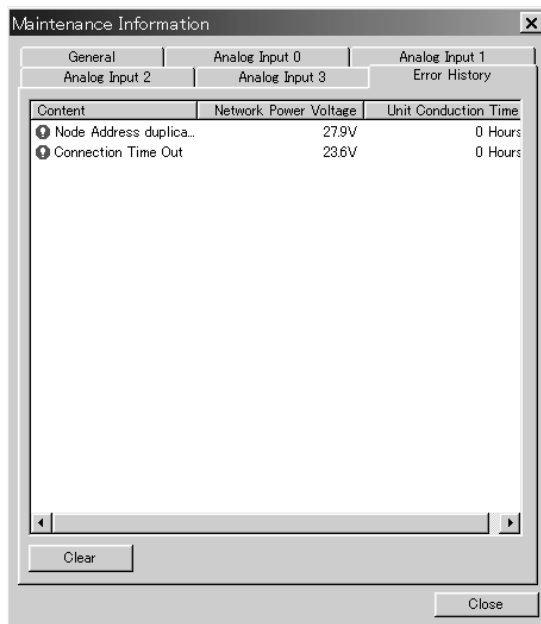 Maintenance Information
General Analog Input 0 Analog Input 1
Analog Input 2 Analog Input 3 Error History
Content Network Power Voltage Unit Conduction Time
Node Address duplica... 27.9V 0 Hours
Connection Time Out 23.6V 0 Hours
Clear
Close